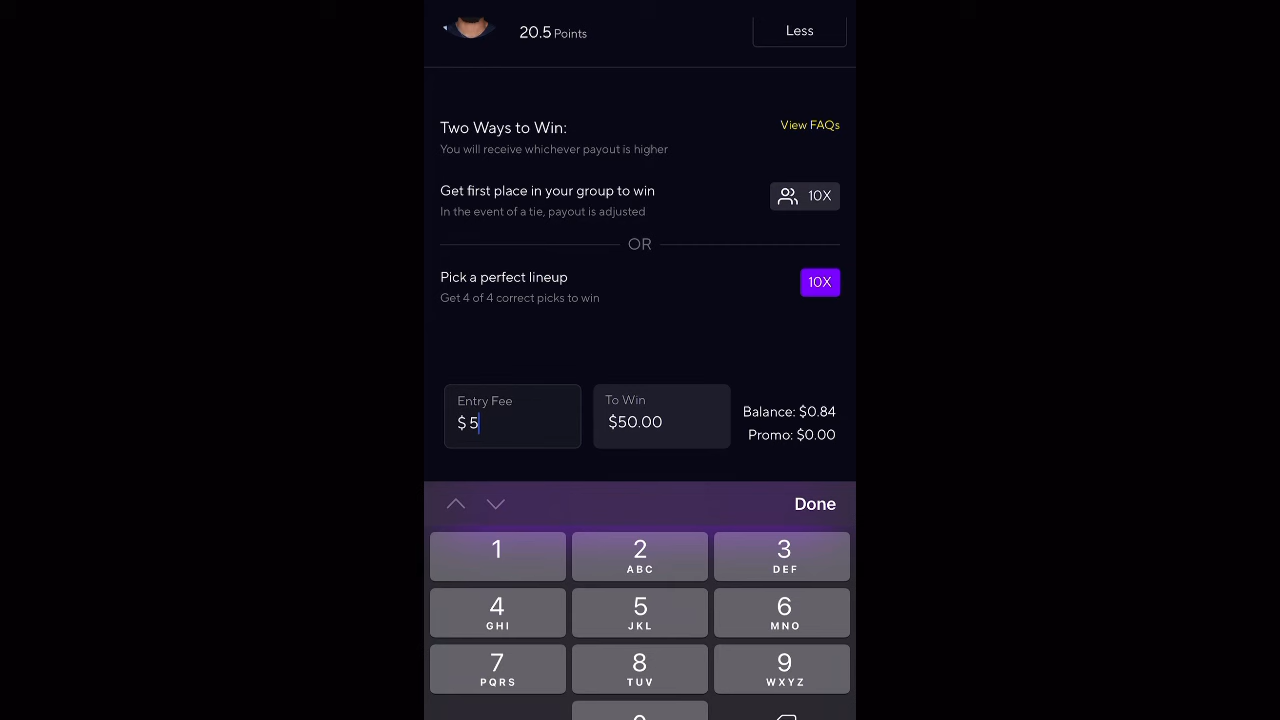 20.5 Points
Less
Two Ways to Win:
View FAQs
You will receive whichever payout is higher
Get first place in your group to win
10X
In the event of a tie, payout is adjusted
OR
Pick a perfect lineup
10X
Get 4 of 4 correct picks to win
Entry Fee
$ 5
To Win
$50.00
Balance: $0.84
Promo: $0.00
Done
1
2
ABC
3
DEF
4
GHI
5
JKL
6
MNO
7
PQRS
8
TUV
9
WXYZ